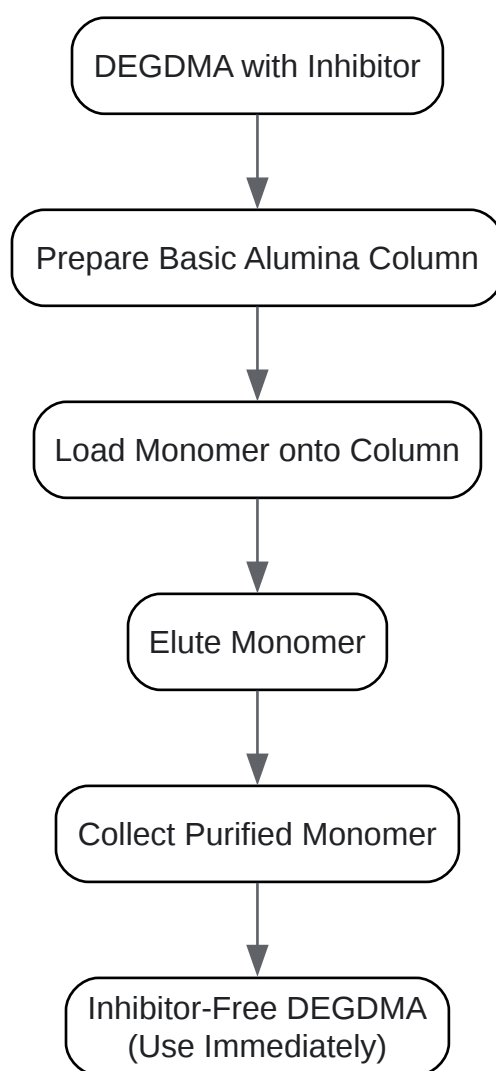 DEGDMA with Inhibitor
Prepare Basic Alumina Column
Load Monomer onto Column
Elute Monomer
Collect Purified Monomer
Inhibitor-Free DEGDMA
(Use Immediately)